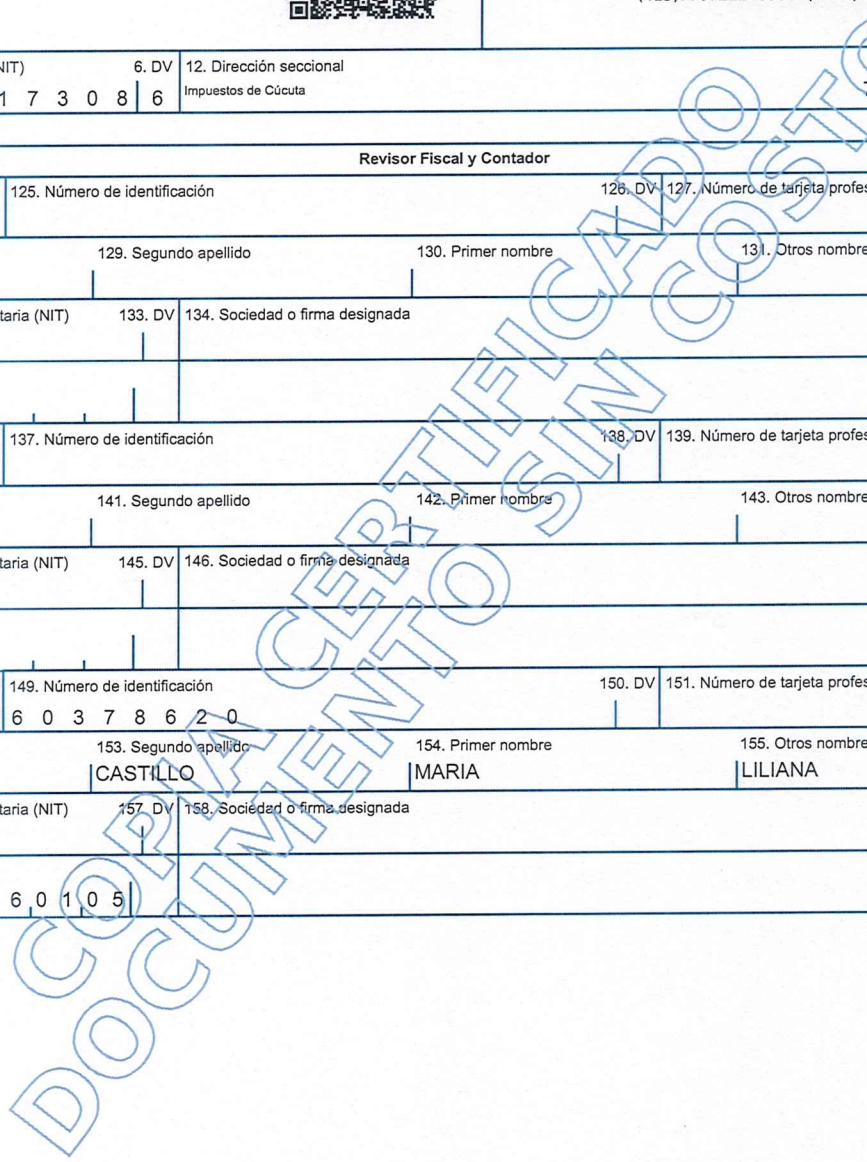 6. DV 12. Dirección seccional
1 7 3 0 8 6 Impuestos de Cúcuta
Revisor Fiscal y Contador
125. Número de identificación 126. DV 127. Número de tarjeta profes
129. Segundo apellido 130. Primer nombre 131. Otros nombre
taria (NIT) 133. DV 134. Sociedad o firma designada
137. Número de identificación 138. DV 139. Número de tarjeta profes
141. Segundo apellido 142. Primer nombre 143. Otros nombre
taria (NIT) 145. DV 146. Sociedad o firma designada
149. Número de identificación 150. DV 151. Número de tarjeta profes
6 0 3 7 8 6 2 0
153. Segundo apellido 154. Primer nombre 155. Otros nombre
CASTILLO MARIA LILIANA
taria (NIT) 157. DV 158. Sociedad o firma designada
6 0 1 0 5
COPIA CERTIFICADO
DOCUMENTO SIN COSTO